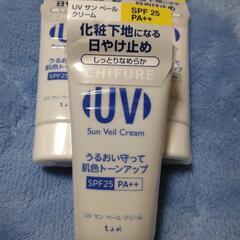 UV サン ベール
クリーム
SPF 25
PA++
化粧下地になる
日やけ止め
しっとりなめらか
CHIFURE
UV
Sun Veil Cream
うるおい守って
肌色トーンアップ
SPF25 PA++
UV サン ベール クリーム
ちふれ